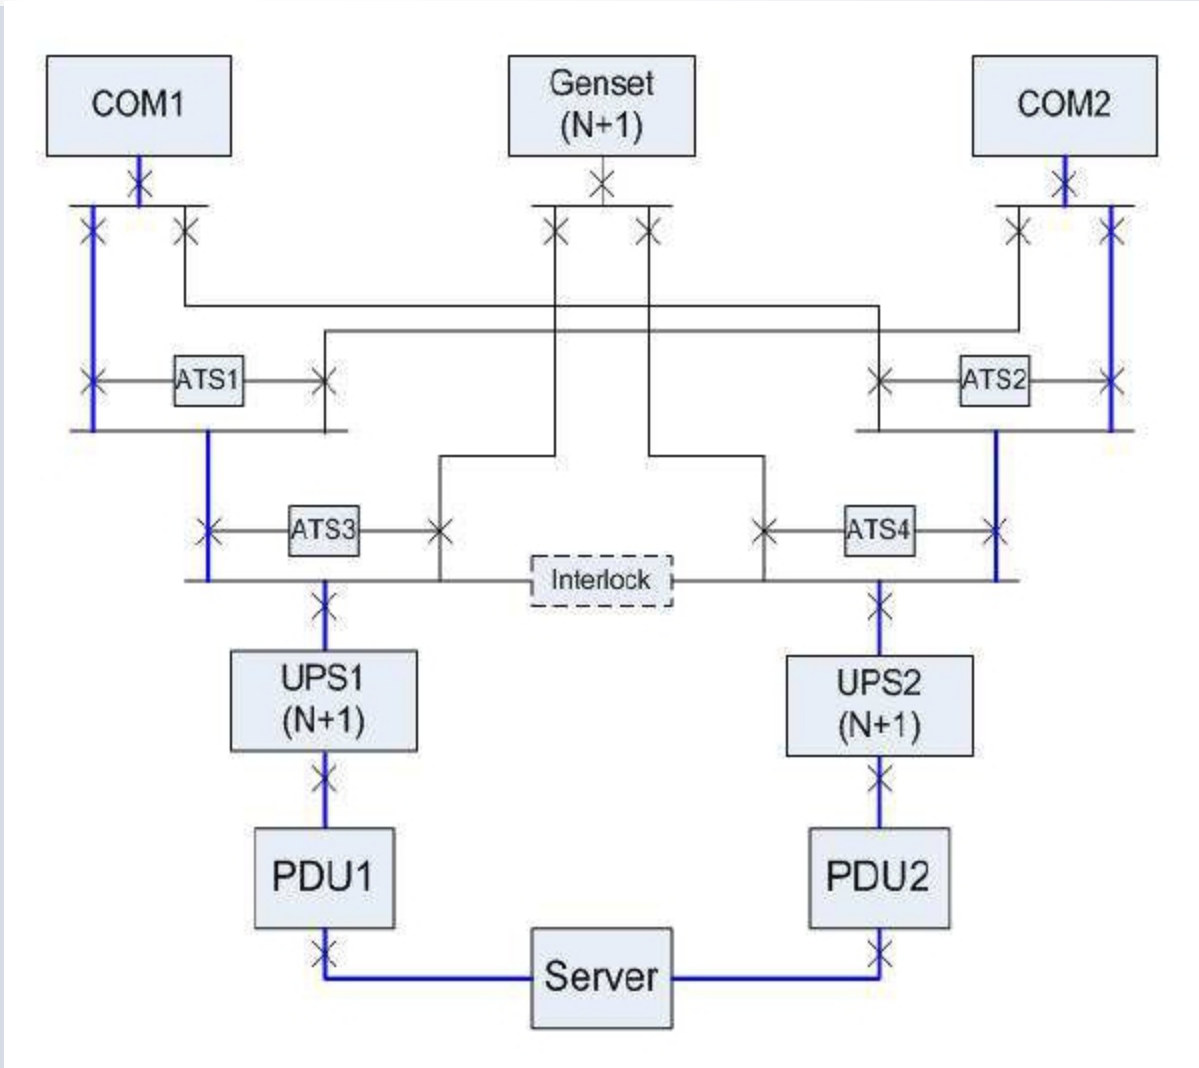 COM1
Genset
(N+1)
COM2
ATS1
ATS2
ATS3
ATS4
Interlock
UPS1
(N+1)
UPS2
(N+1)
PDU1
PDU2
Server